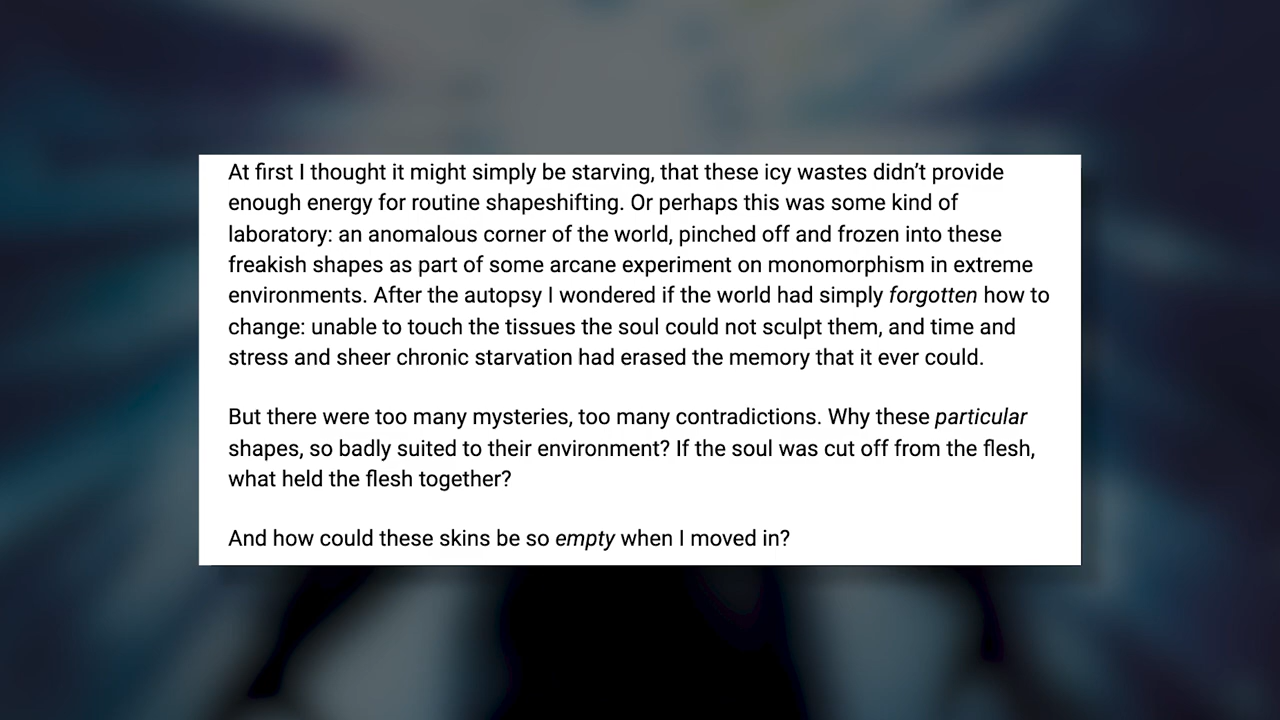 At first I thought it might simply be starving, that these icy wastes didn’t provide
enough energy for routine shapeshifting. Or perhaps this was some kind of
laboratory: an anomalous corner of the world, pinched off and frozen into these
freakish shapes as part of some arcane experiment on monomorphism in extreme
environments. After the autopsy I wondered if the world had simply forgotten how to
change: unable to touch the tissues the soul could not sculpt them, and time and
stress and sheer chronic starvation had erased the memory that it ever could.
But there were too many mysteries, too many contradictions. Why these particular
shapes, so badly suited to their environment? If the soul was cut off from the flesh,
what held the flesh together?
And how could these skins be so empty when I moved in?